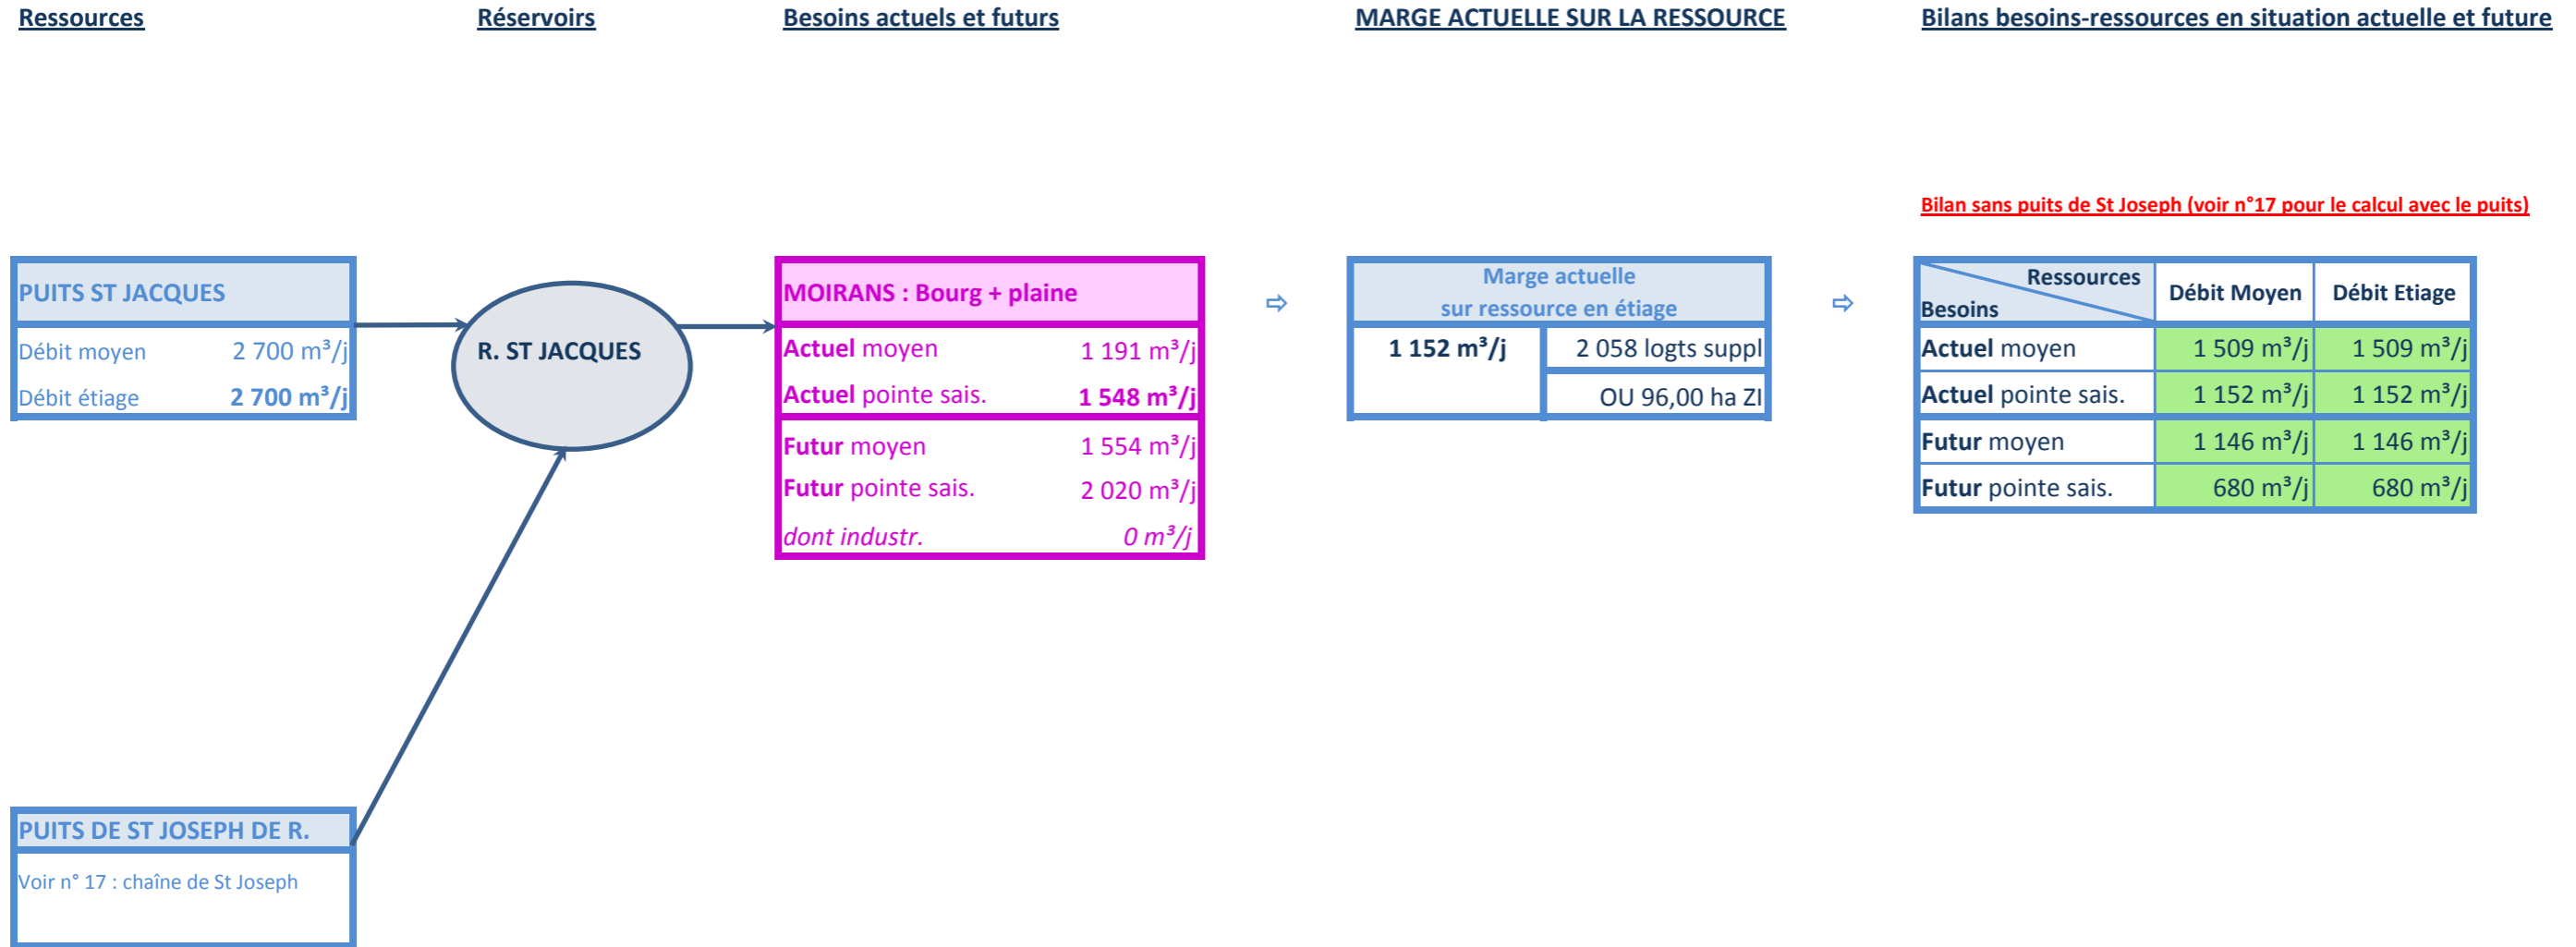 Ressources
Réservoirs
Besoins actuels et futurs
MARGE ACTUELLE SUR LA RESSOURCE
Bilans besoins-ressources en situation actuelle et future
Bilan sans puits de St Joseph (voir n°17 pour le calcul avec le puits)
PUITS ST JACQUES
Débit moyen 2 700 m³/j
Débit étiage 2 700 m³/j
R. ST JACQUES
MOIRANS : Bourg + plaine
Actuel moyen 1 191 m³/j
Actuel pointe sais. 1 548 m³/j
Futur moyen 1 554 m³/j
Futur pointe sais. 2 020 m³/j
dont industr. 0 m³/j
⇨
Marge actuelle
sur ressource en étiage
1 152 m³/j 2 058 logts suppl
OU 96,00 ha ZI
⇨
Ressources
Besoins
Débit Moyen Débit Etiage
Actuel moyen 1 509 m³/j 1 509 m³/j
Actuel pointe sais. 1 152 m³/j 1 152 m³/j
Futur moyen 1 146 m³/j 1 146 m³/j
Futur pointe sais. 680 m³/j 680 m³/j
PUITS DE ST JOSEPH DE R.
Voir n° 17 : chaîne de St Joseph